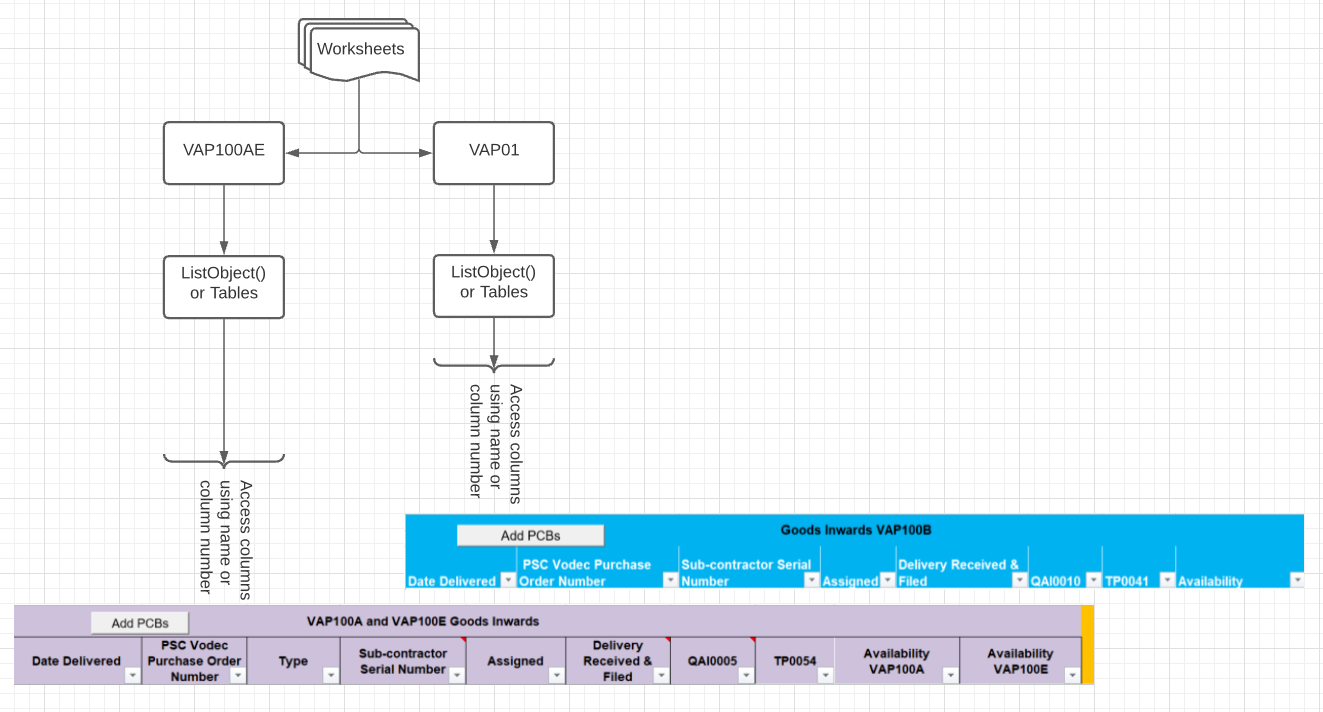 Worksheets
VAP100AE
VAP01
ListObject()
or Tables
ListObject()
or Tables
Access columns
using name or
column number
Access columns
using name or
column number
Add PCBs
Goods Inwards VAP100B
Date Delivered
PSC Vodec Purchase
Order Number
Sub-contractor Serial
Number
Assigned
Delivery Received &
Filed
QAI0010
TP0041
Availability
Add PCBs
VAP100A and VAP100E Goods Inwards
Date Delivered
PSC Vodec
Purchase Order
Number
Type
Sub-contractor
Serial Number
Assigned
Delivery
Received &
Filed
QAI0005
TP0054
Availability
VAP100A
Availability
VAP100E